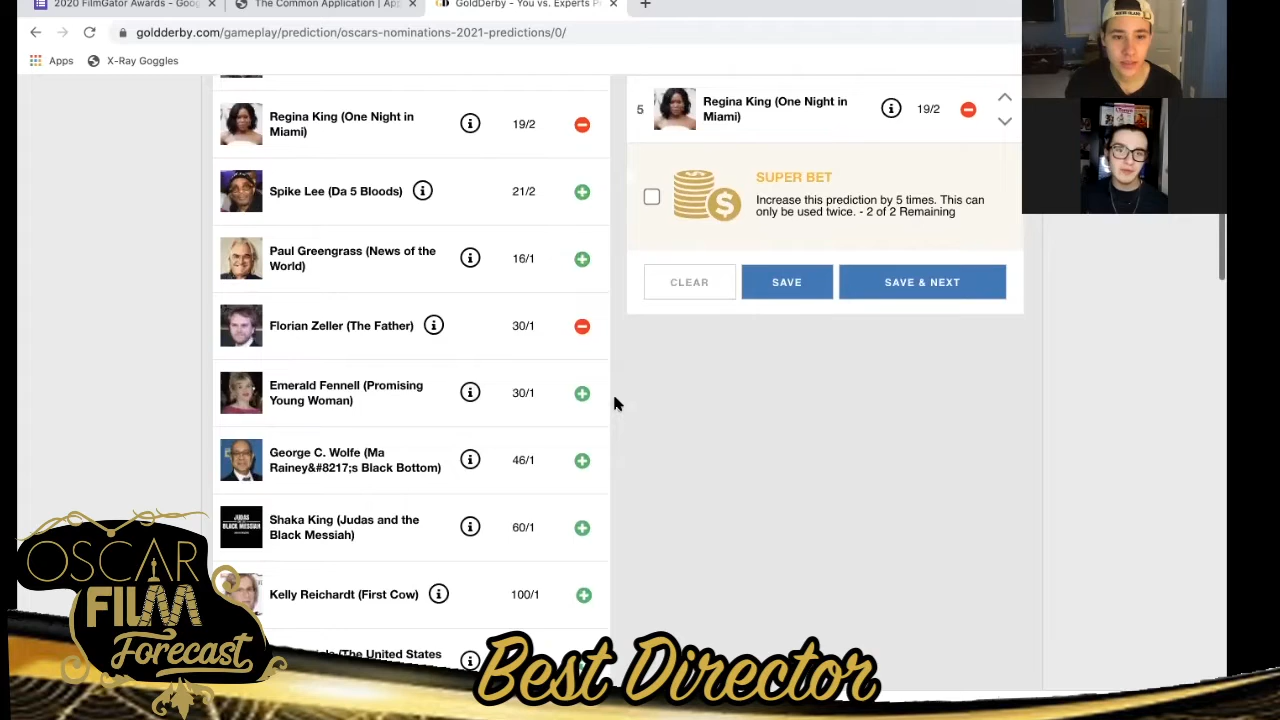 2020 FilmGator Awards - Goog
The Common Application | App
GoldDerby - You vs. Experts P
goldderby.com/gameplay/prediction/oscars-nominations-2021-predictions/0/
Apps
X-Ray Goggles
Regina King (One Night in
Miami)
19/2
Spike Lee (Da 5 Bloods)
21/2
Paul Greengrass (News of the
World)
16/1
Florian Zeller (The Father)
30/1
Emerald Fennell (Promising
Young Woman)
30/1
George C. Wolfe (Ma
Rainey&#8217;s Black Bottom)
46/1
Shaka King (Judas and the
Black Messiah)
60/1
Kelly Reichardt (First Cow)
100/1
(The United States
5
Regina King (One Night in
Miami)
19/2
SUPER BET
Increase this prediction by 5 times. This can
only be used twice. - 2 of 2 Remaining
CLEAR
SAVE
SAVE & NEXT
OSCAR
FILM
Forecast
Best Director